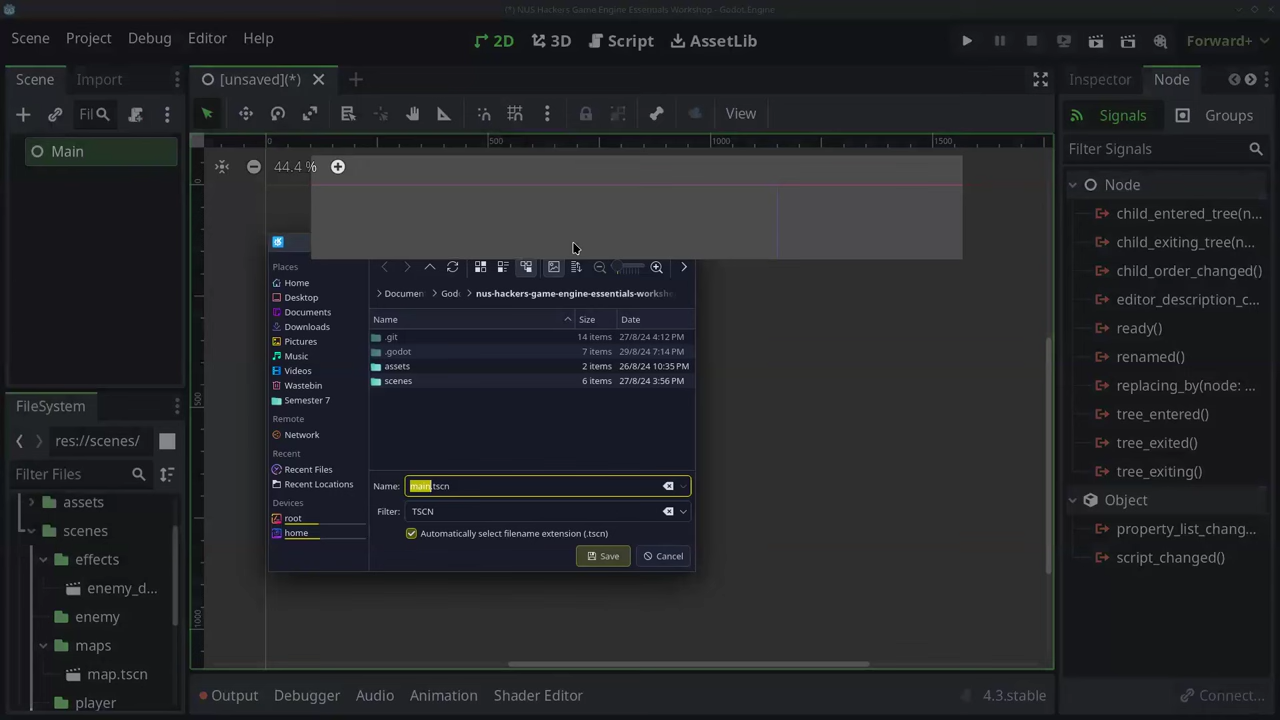 (*) NUS Hackers Game Engine Essentials Workshop - Godot Engine
Scene Project Debug Editor Help
2D 3D Script AssetLib
Forward+
Scene Import
[unsaved](*)
Inspector Node
Fil
View
Signals Groups
Main
0 500 1000 1500
Filter Signals
44.4 %
Node
child_entered_tree(n...
child_exiting_tree(n...
child_order_changed()
editor_description_c...
ready()
renamed()
replacing_by(node: ...
tree_entered()
tree_exited()
tree_exiting()
Object
property_list_chang...
script_changed()
Places
Home
Desktop
Documents
Downloads
Pictures
Music
Videos
Wastebin
Semester 7
Remote
Network
Recent
Recent Files
Recent Locations
Devices
root
home
Documen God nus-hackers-game-engine-essentials-worksho
Name Size Date
.git 14 items 27/8/24 4:12 PM
.godot 7 items 29/8/24 7:14 PM
assets 2 items 26/8/24 10:35 PM
scenes 6 items 27/8/24 3:56 PM
Name: main.tscn
Filter: TSCN
Automatically select filename extension (.tscn)
Save Cancel
0
500
1000
FileSystem
res://scenes/
Filter Files
assets
scenes
effects
enemy_d...
enemy
maps
map.tscn
player
Output Debugger Audio Animation Shader Editor
4.3.stable
Connect...